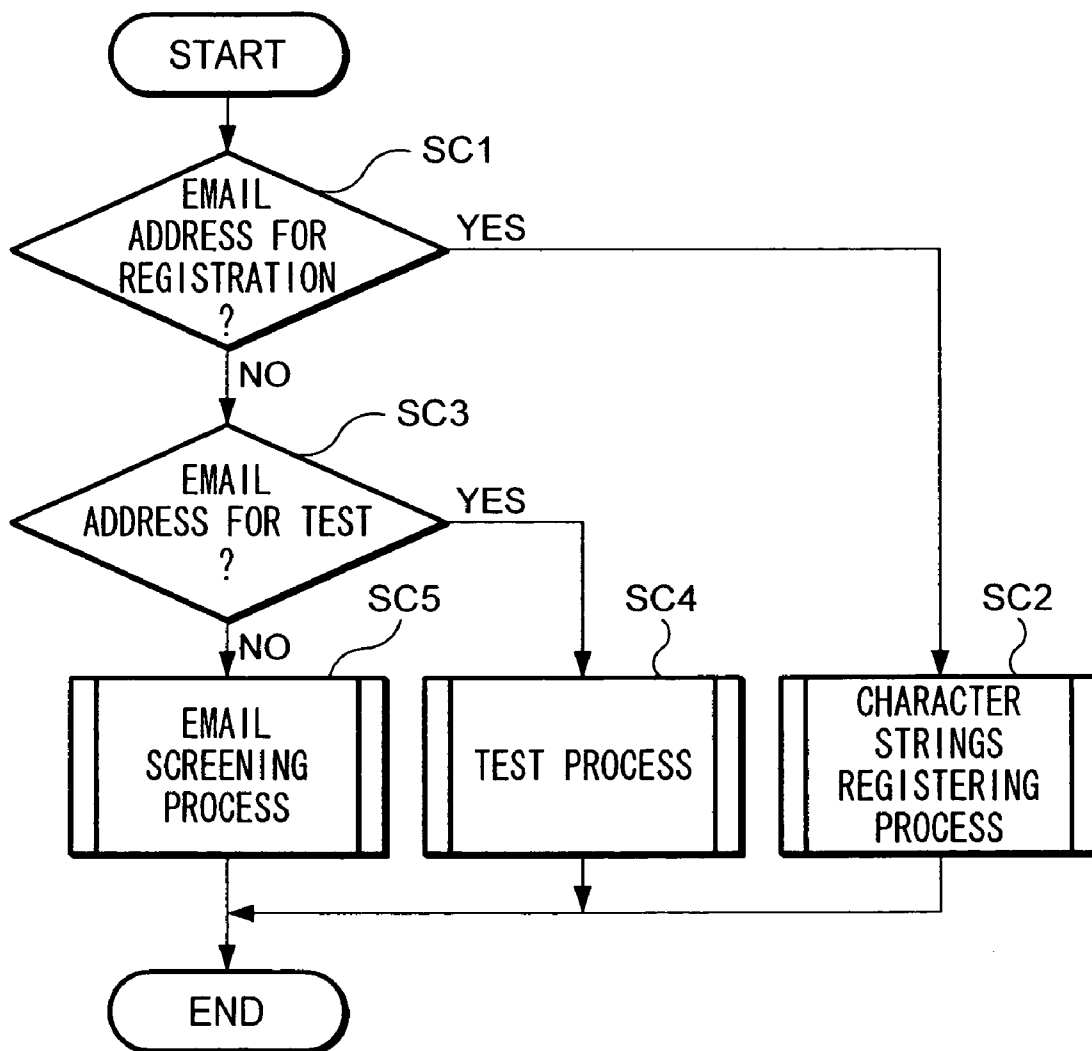 START
SC1
EMAIL
ADDRESS FOR
REGISTRATION
?
YES
NO
SC3
EMAIL
ADDRESS FOR TEST
?
YES
NO
SC5
SC4
SC2
EMAIL
SCREENING
PROCESS
TEST PROCESS
CHARACTER
STRINGS
REGISTERING
PROCESS
END